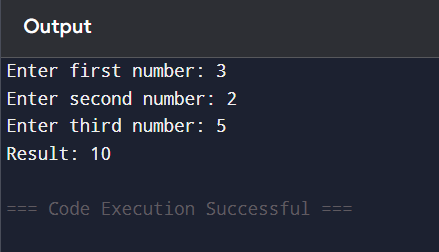 Output
Enter first number: 3
Enter second number: 2
Enter third number: 5
Result: 10
=== Code Execution Successful ===